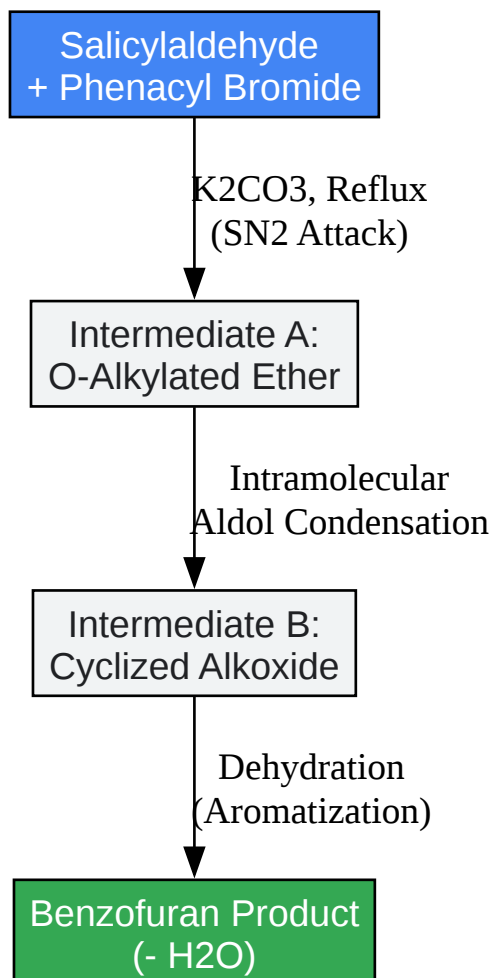 Salicylaldehyde
+ Phenacyl Bromide
K2CO3, Reflux
(SN2 Attack)
Intermediate A:
O-Alkylated Ether
Intramolecular
Aldol Condensation
Intermediate B:
Cyclized Alkoxide
Dehydration
(Aromatization)
Benzofuran Product
(- H2O)